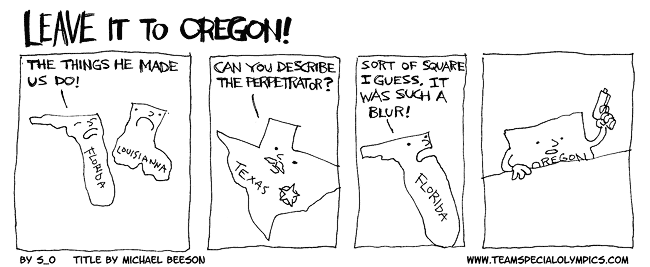 LEAVE IT TO OREGON!
THE THINGS HE MADE
US DO!
FLORIDA
LOUISIANNA
CAN YOU DESCRIBE
THE PERPETRATOR?
TEXAS
SORT OF SQUARE
I GUESS. IT
WAS SUCH A
BLUR!
FLORIDA
OREGON
BY S_O TITLE BY MICHAEL BEESON
WWW.TEAMSPECIALOLYMPICS.COM